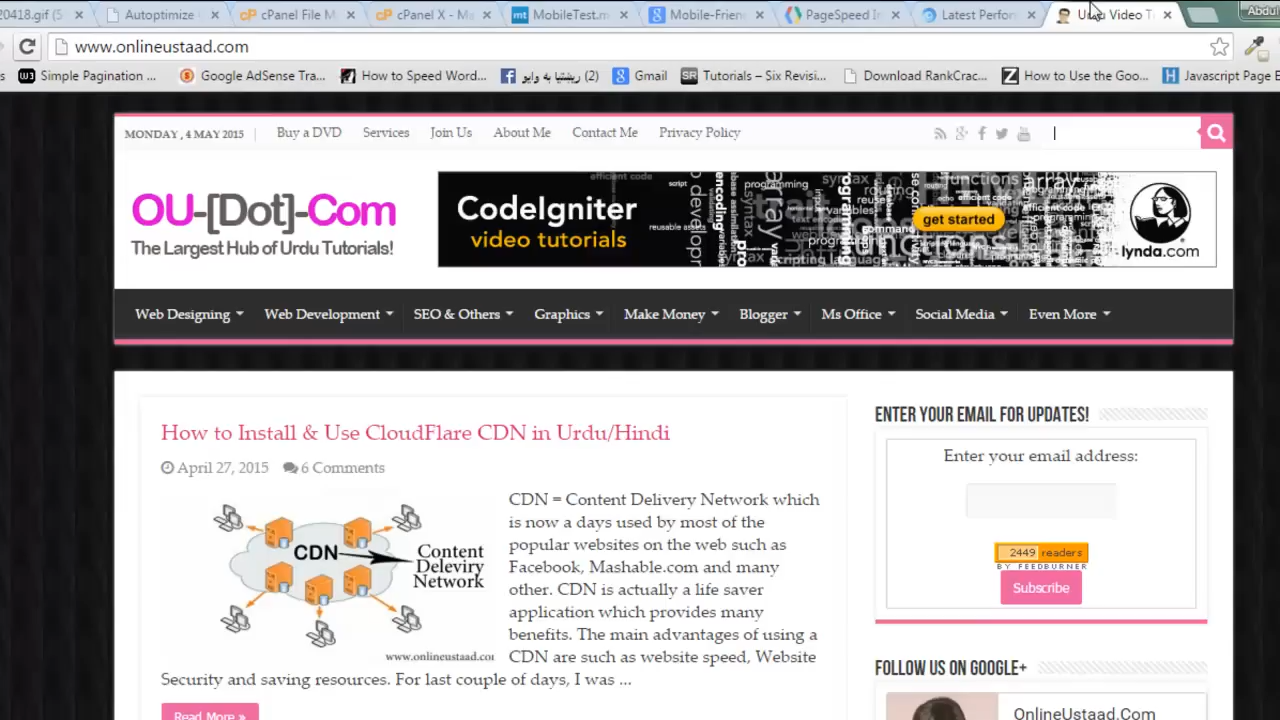 20418.gif (5
Autoptimize
cPanel File M
cPanel X - Ma
MobileTest.m
Mobile-Frien
PageSpeed In
Latest Perfor
Urdu Video T
Abdul
www.onlineustaad.com
Simple Pagination ...
Google AdSense Tra...
How to Speed Word...
(2) ریښتیا به وایو
Gmail
Tutorials – Six Revisi...
Download RankCrac...
How to Use the Goo...
Javascript Page B
MONDAY , 4 MAY 2015
Buy a DVD
Services
Join Us
About Me
Contact Me
Privacy Policy
OU-[Dot]-Com
The Largest Hub of Urdu Tutorials!
CodeIgniter
video tutorials
get started
lynda.com
Web Designing
Web Development
SEO & Others
Graphics
Make Money
Blogger
Ms Office
Social Media
Even More
How to Install & Use CloudFlare CDN in Urdu/Hindi
April 27, 2015
6 Comments
CDN
Content
Deleviry
Network
www.onlineustaad.cor
CDN = Content Delivery Network which
is now a days used by most of the
popular websites on the web such as
Facebook, Mashable.com and many
other. CDN is actually a life saver
application which provides many
benefits. The main advantages of using a
CDN are such as website speed, Website
Security and saving resources. For last couple of days, I was ...
Read More »
ENTER YOUR EMAIL FOR UPDATES!
Enter your email address:
2449 readers
BY FEEDBURNER
Subscribe
FOLLOW US ON GOOGLE+
OnlineUstaad.Com